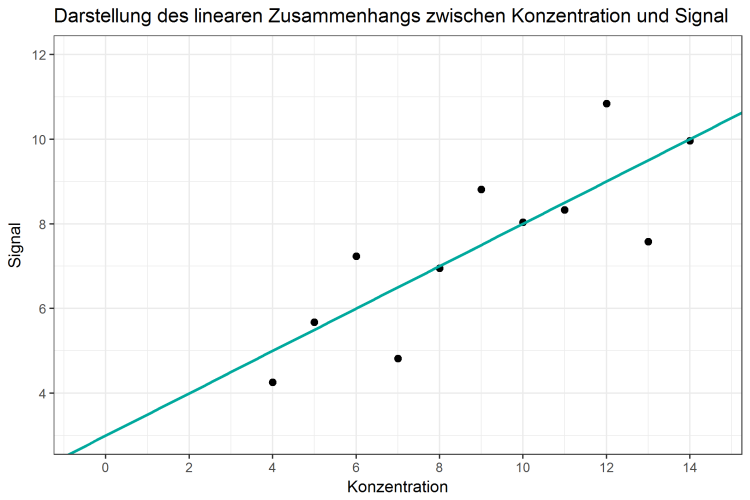 Darstellung des linearen Zusammenhangs zwischen Konzentration und Signal
12
10
8
6
4
Signal
0 2 4 6 8 10 12 14
Konzentration